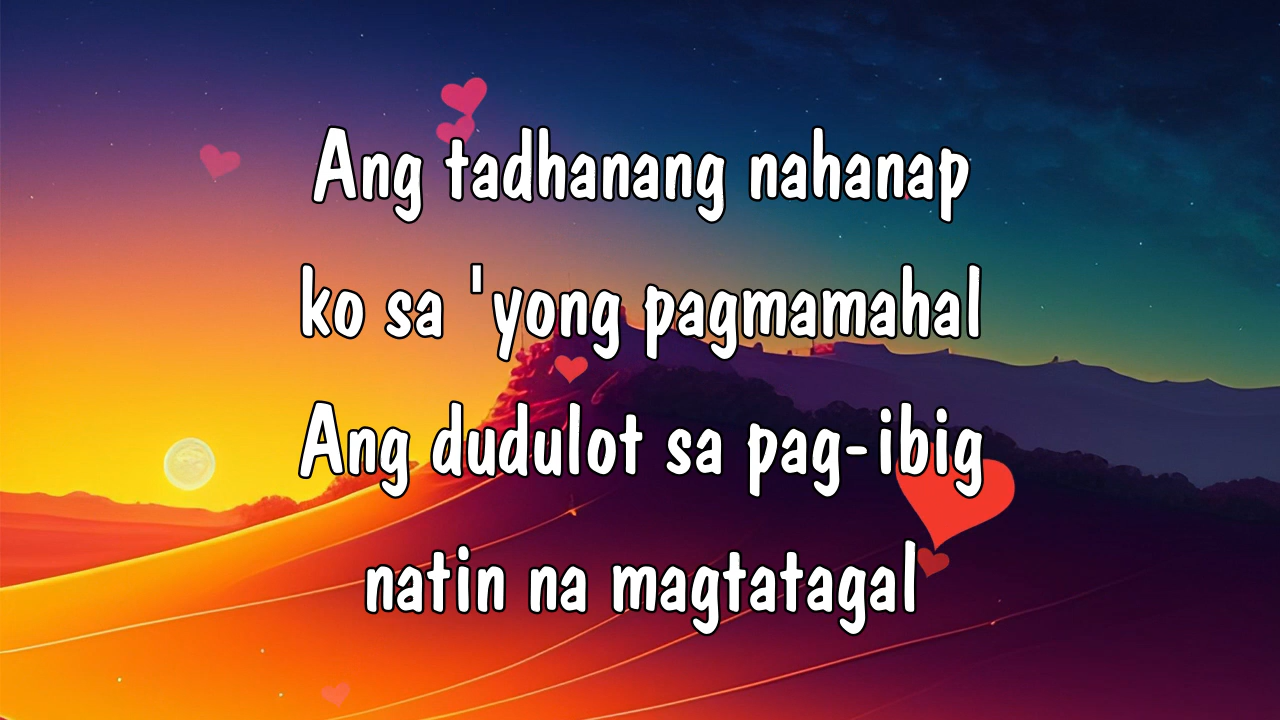 Ang tadhanang nahanap
ko sa 'yong pagmamahal
Ang dudulot sa pag-ibig
natin na magtatagal